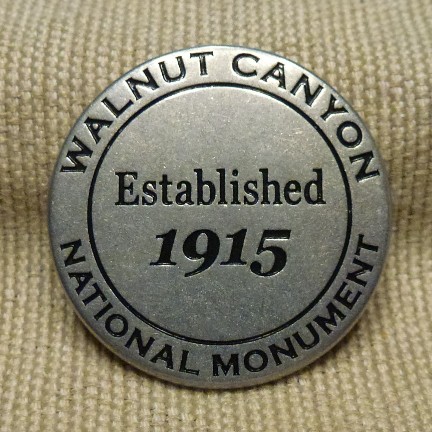 WALNUT CANYON
Established
1915
NATIONAL MONUMENT